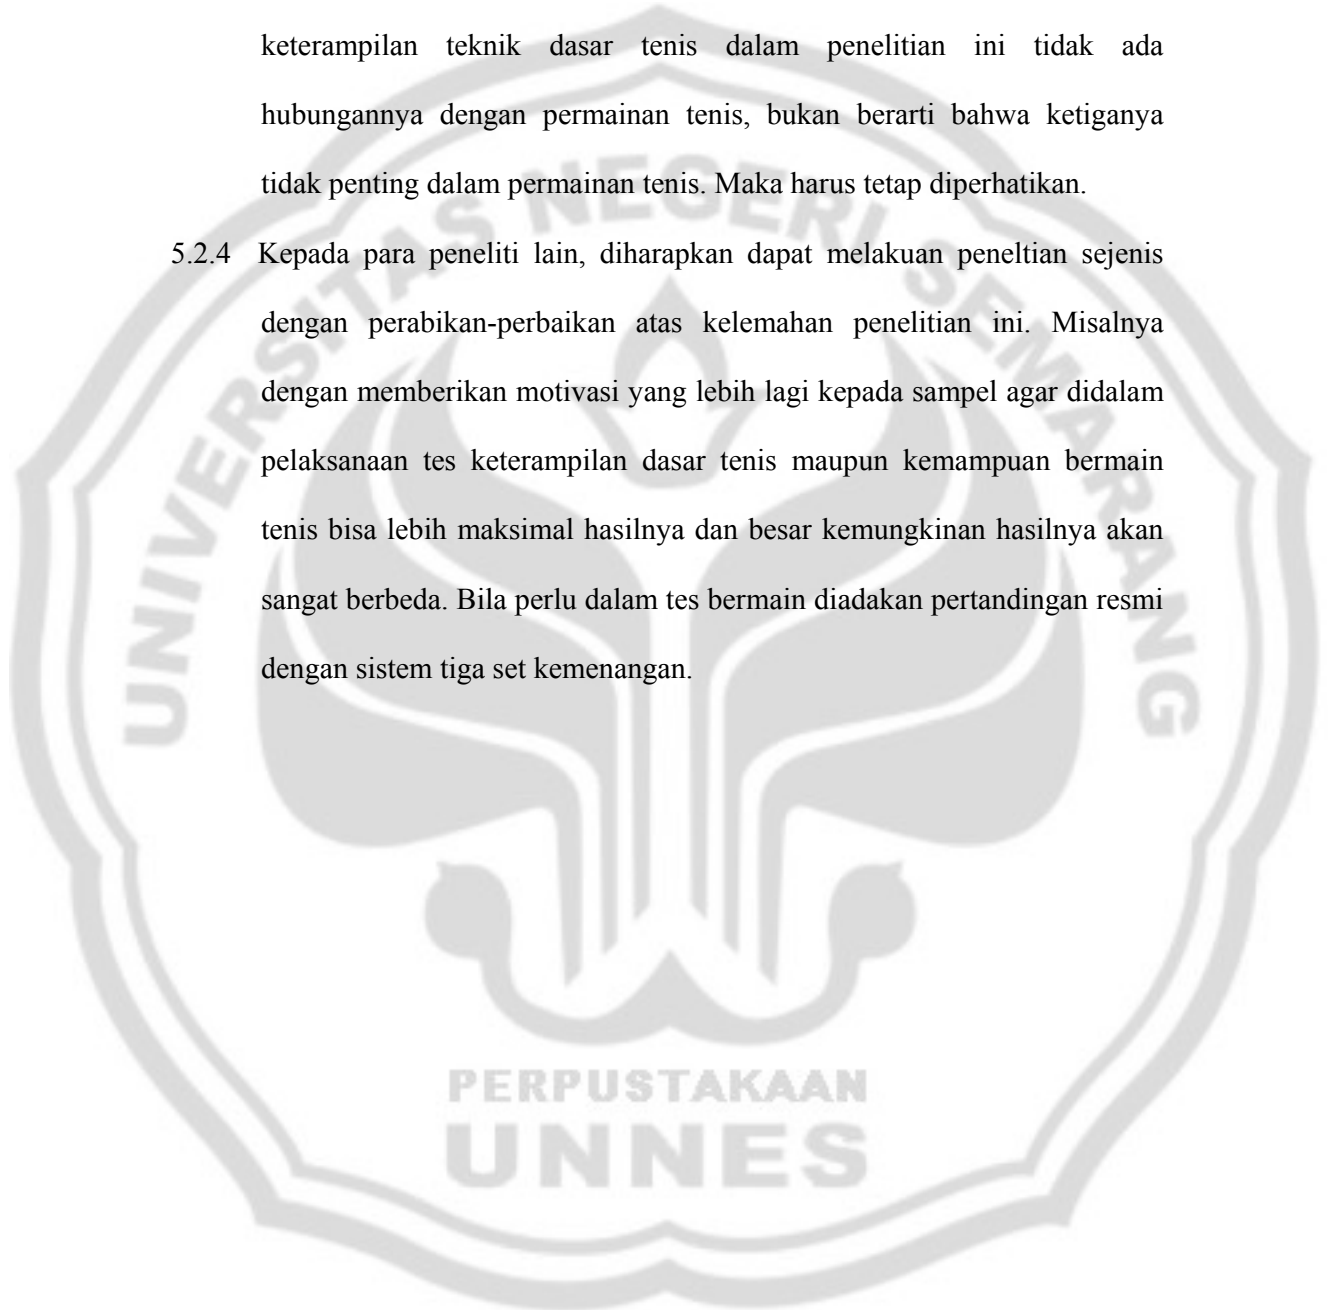 keterampilan teknik dasar tenis dalam penelitian ini tidak ada
hubungannya dengan permainan tenis, bukan berarti bahwa ketiganya
tidak penting dalam permainan tenis. Maka harus tetap diperhatikan.
5.2.4 Kepada para peneliti lain, diharapkan dapat melakuan peneltian sejenis
dengan perabikan-perbaikan atas kelemahan penelitian ini. Misalnya
dengan memberikan motivasi yang lebih lagi kepada sampel agar didalam
pelaksanaan tes keterampilan dasar tenis maupun kemampuan bermain
tenis bisa lebih maksimal hasilnya dan besar kemungkinan hasilnya akan
sangat berbeda. Bila perlu dalam tes bermain diadakan pertandingan resmi
dengan sistem tiga set kemenangan.
UNIVERSITAS NEGERI SEMARANG
PERPUSTAKAAN
UNNES